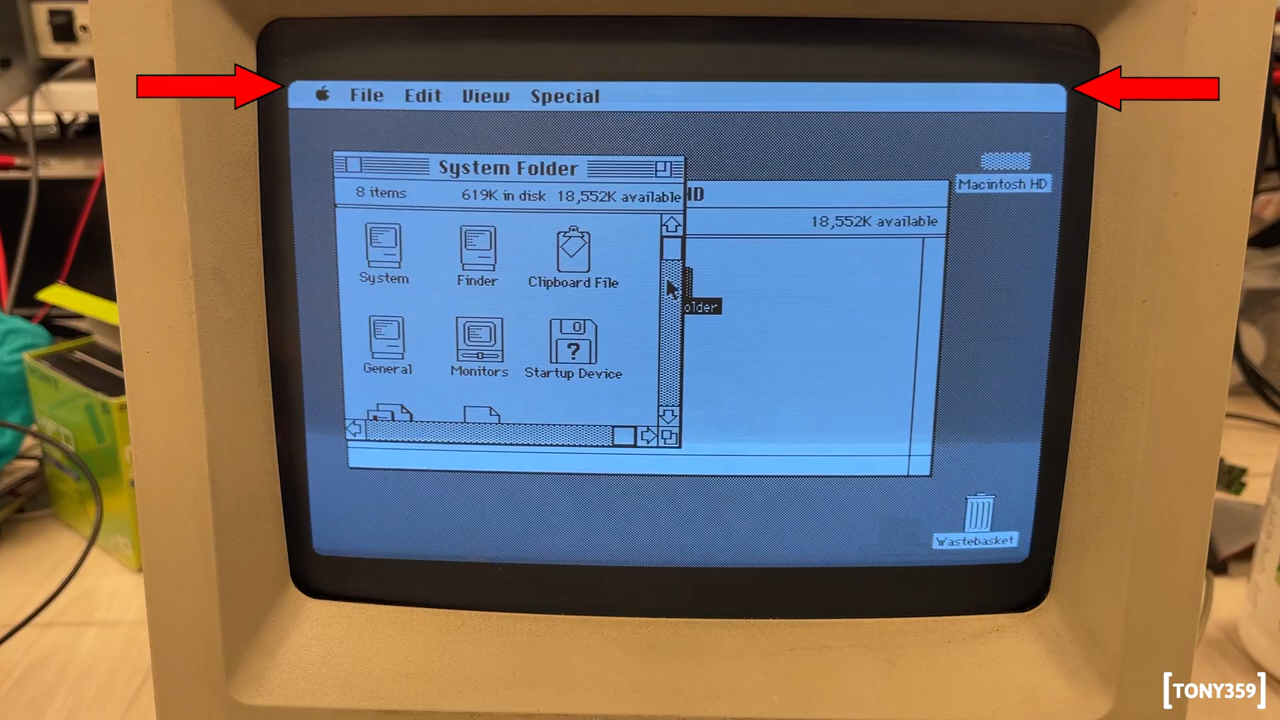 File Edit View Special
System Folder
8 items 619K in disk 18,552K available
HD
18,552K available
Macintosh HD
System Finder Clipboard File
older
General Monitors Startup Device
?
Wastebasket
[TONY359]